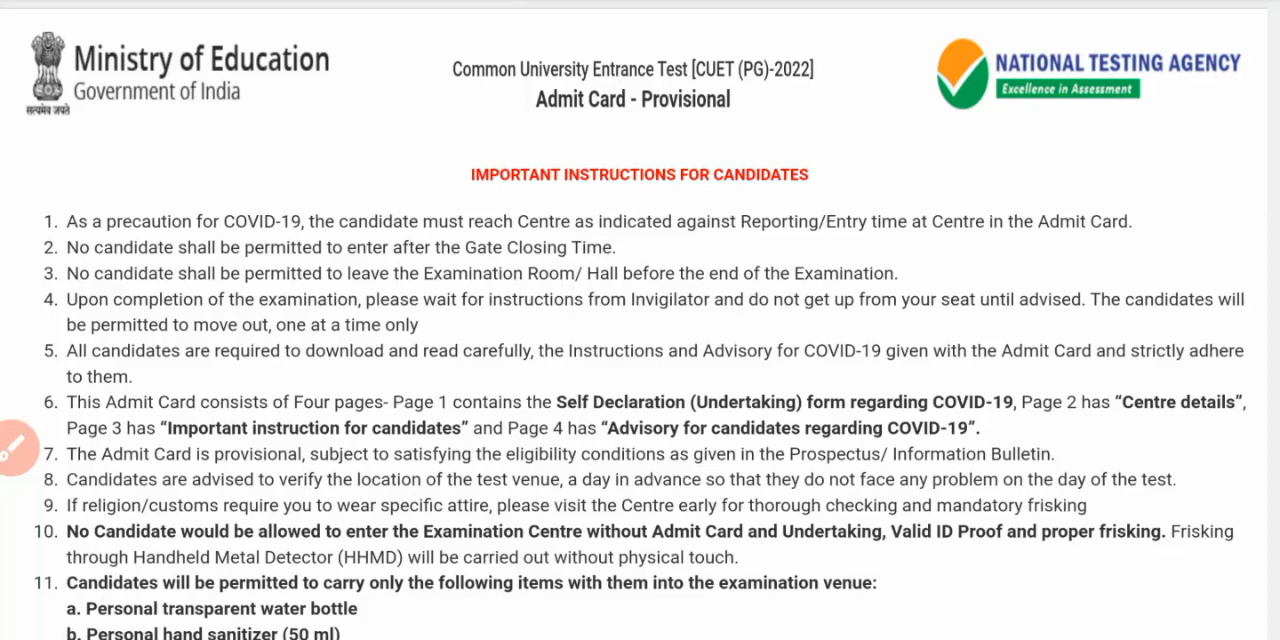 Ministry of Education
Government of India
सत्यमेव जयते
Common University Entrance Test [CUET (PG)-2022]
Admit Card - Provisional
NATIONAL TESTING AGENCY
Excellence in Assessment
IMPORTANT INSTRUCTIONS FOR CANDIDATES
1. As a precaution for COVID-19, the candidate must reach Centre as indicated against Reporting/Entry time at Centre in the Admit Card.
2. No candidate shall be permitted to enter after the Gate Closing Time.
3. No candidate shall be permitted to leave the Examination Room/ Hall before the end of the Examination.
4. Upon completion of the examination, please wait for instructions from Invigilator and do not get up from your seat until advised. The candidates will
be permitted to move out, one at a time only
5. All candidates are required to download and read carefully, the Instructions and Advisory for COVID-19 given with the Admit Card and strictly adhere
to them.
6. This Admit Card consists of Four pages- Page 1 contains the Self Declaration (Undertaking) form regarding COVID-19, Page 2 has “Centre details”,
Page 3 has “Important instruction for candidates” and Page 4 has “Advisory for candidates regarding COVID-19”.
7. The Admit Card is provisional, subject to satisfying the eligibility conditions as given in the Prospectus/ Information Bulletin.
8. Candidates are advised to verify the location of the test venue, a day in advance so that they do not face any problem on the day of the test.
9. If religion/customs require you to wear specific attire, please visit the Centre early for thorough checking and mandatory frisking
10. No Candidate would be allowed to enter the Examination Centre without Admit Card and Undertaking, Valid ID Proof and proper frisking. Frisking
through Handheld Metal Detector (HHMD) will be carried out without physical touch.
11. Candidates will be permitted to carry only the following items with them into the examination venue:
a. Personal transparent water bottle
b. Personal hand sanitizer (50 ml)